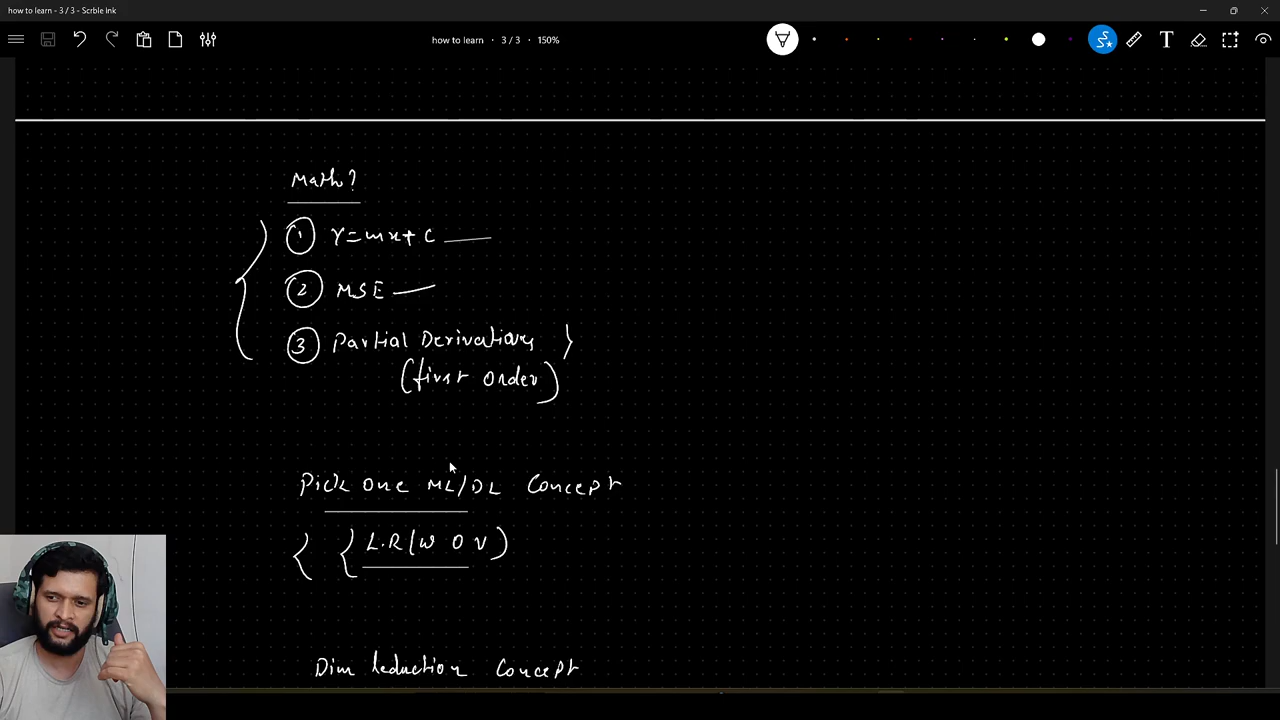 how to learn - 3 / 3 - Scrble Ink
how to learn • 3 / 3 • 150%
T
Math?
1 Y=mx+c
2 MSE
3 Partial Derivatives
(first order)
Pick one ML/DL Concept
L.R(W O V)
Dim Reduction Concept